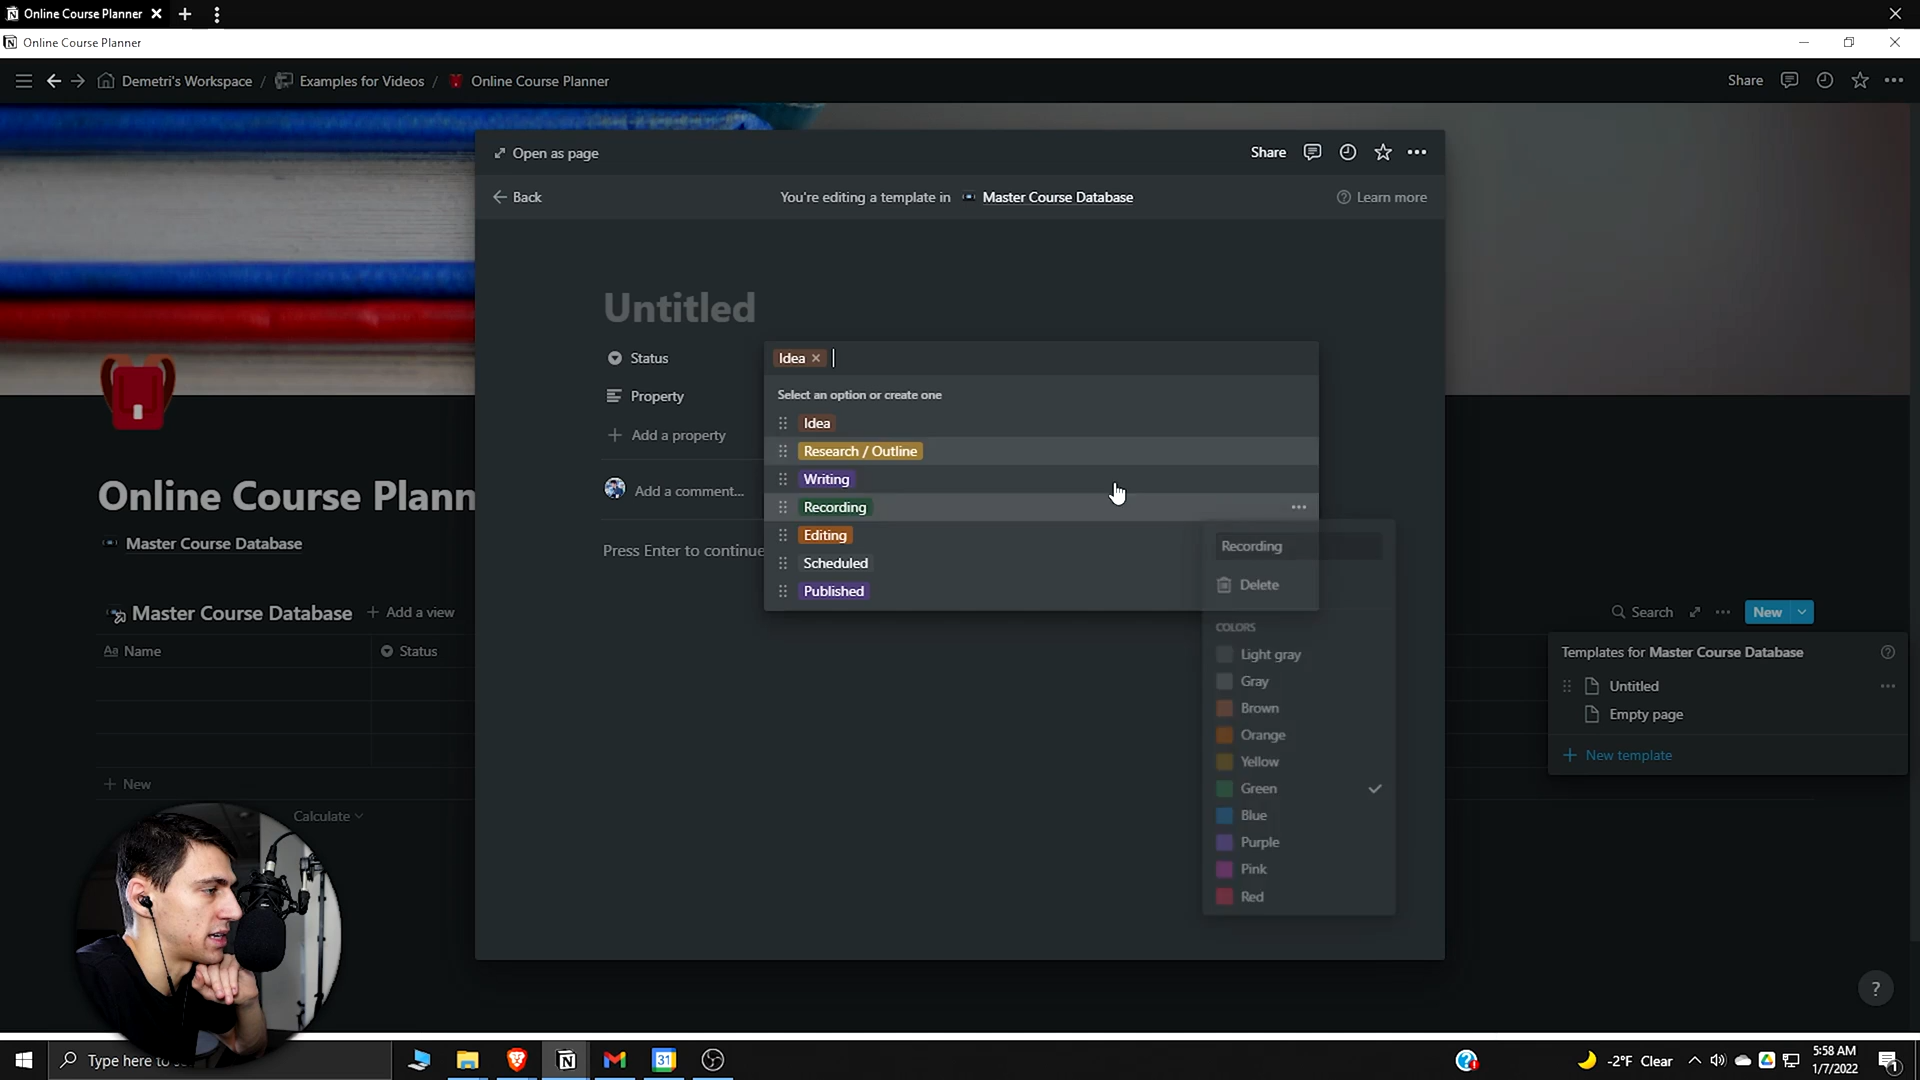 Online Course Planner
Online Course Planner
Demetri's Workspace / Examples for Videos / Online Course Planner
Share
Open as page
Share
Back
You're editing a template in Master Course Database
Learn more
Untitled
Status
Idea
Property
Select an option or create one
Idea
Add a property
Research / Outline
Writing
Add a comment...
Recording
Editing
Press Enter to continue
Scheduled
Published
Recording
Delete
COLORS
Light gray
Gray
Brown
Orange
Yellow
Green
Blue
Purple
Pink
Red
Online Course Plann
Master Course Database
Master Course Database
Add a view
Search
New
Aa Name
Status
New
Calculate
Templates for Master Course Database
Untitled
Empty page
New template
?
Type here to
31
-2°F Clear
5:58 AM
1/7/2022
1